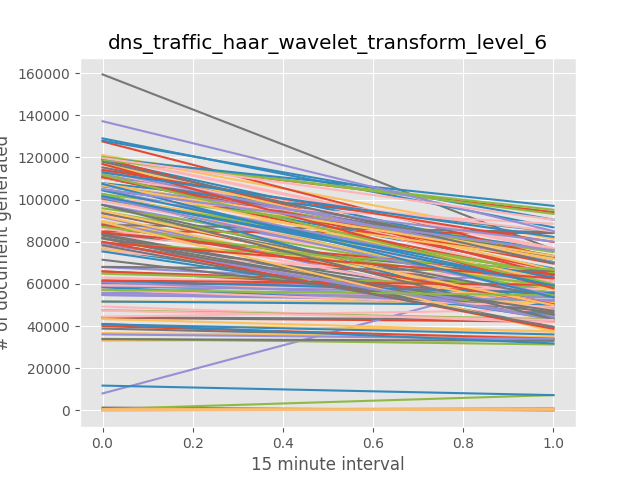 dns_traffic_haar_wavelet_transform_level_6
160000
140000
120000
100000
80000
60000
40000
20000
0
# of document generated
0.0 0.2 0.4 0.6 0.8 1.0
15 minute interval